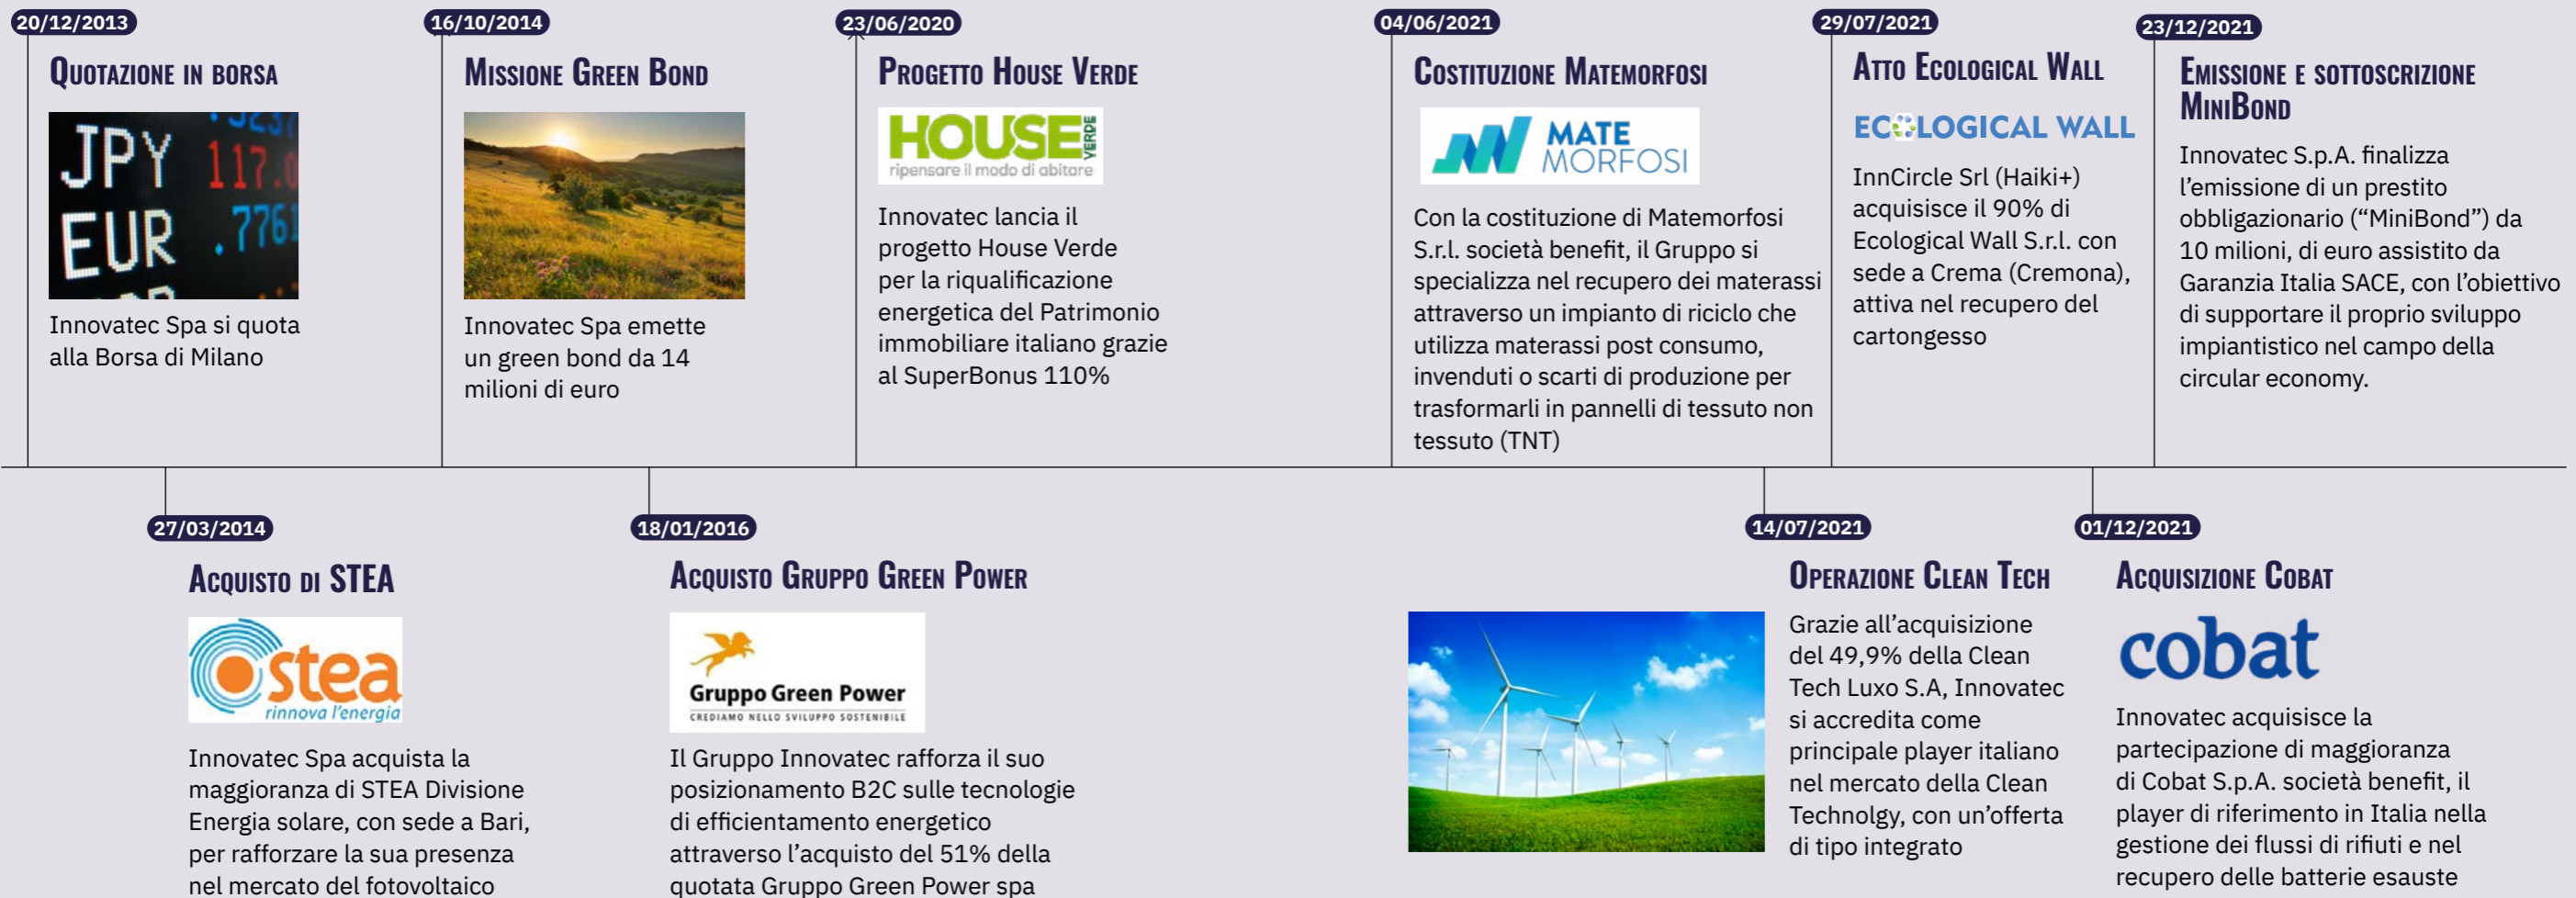 20/12/2013
QUOTAZIONE IN BORSA
JPY 117.0
EUR .7761
Innovatec Spa si quota
alla Borsa di Milano
16/10/2014
MISSIONE GREEN BOND
Innovatec Spa emette
un green bond da 14
milioni di euro
23/06/2020
PROGETTO HOUSE VERDE
HOUSE VERDE
ripensare il modo di abitare
Innovatec lancia il
progetto House Verde
per la riqualificazione
energetica del Patrimonio
immobiliare italiano grazie
al SuperBonus 110%
04/06/2021
COSTITUZIONE MATEMORFOSI
MATE
MORFOSI
Con la costituzione di Matemorfosi
S.r.l. società benefit, il Gruppo si
specializza nel recupero dei materassi
attraverso un impianto di riciclo che
utilizza materassi post consumo,
invenduti o scarti di produzione per
trasformarli in pannelli di tessuto non
tessuto (TNT)
29/07/2021
ATTO ECOLOGICAL WALL
ECOLOGICAL WALL
InnCircle Srl (Haiki+)
acquisisce il 90% di
Ecological Wall S.r.l. con
sede a Crema (Cremona),
attiva nel recupero del
cartongesso
23/12/2021
EMISSIONE E SOTTOSCRIZIONE
MINIBOND
Innovatec S.p.A. finalizza
l’emissione di un prestito
obbligazionario (“MiniBond”) da
10 milioni, di euro assistito da
Garanzia Italia SACE, con l’obiettivo
di supportare il proprio sviluppo
impiantistico nel campo della
circular economy.
27/03/2014
ACQUISTO DI STEA
stea
rinnova l’energia
Innovatec Spa acquista la
maggioranza di STEA Divisione
Energia solare, con sede a Bari,
per rafforzare la sua presenza
nel mercato del fotovoltaico
18/01/2016
ACQUISTO GRUPPO GREEN POWER
Gruppo Green Power
CREDIAMO NELLO SVILUPPO SOSTENIBILE
Il Gruppo Innovatec rafforza il suo
posizionamento B2C sulle tecnologie
di efficientamento energetico
attraverso l’acquisto del 51% della
quotata Gruppo Green Power spa
14/07/2021
OPERAZIONE CLEAN TECH
Grazie all’acquisizione
del 49,9% della Clean
Tech Luxo S.A, Innovatec
si accredita come
principale player italiano
nel mercato della Clean
Technolgy, con un’offerta
di tipo integrato
01/12/2021
ACQUISIZIONE COBAT
cobat
Innovatec acquisisce la
partecipazione di maggioranza
di Cobat S.p.A. società benefit, il
player di riferimento in Italia nella
gestione dei flussi di rifiuti e nel
recupero delle batterie esauste